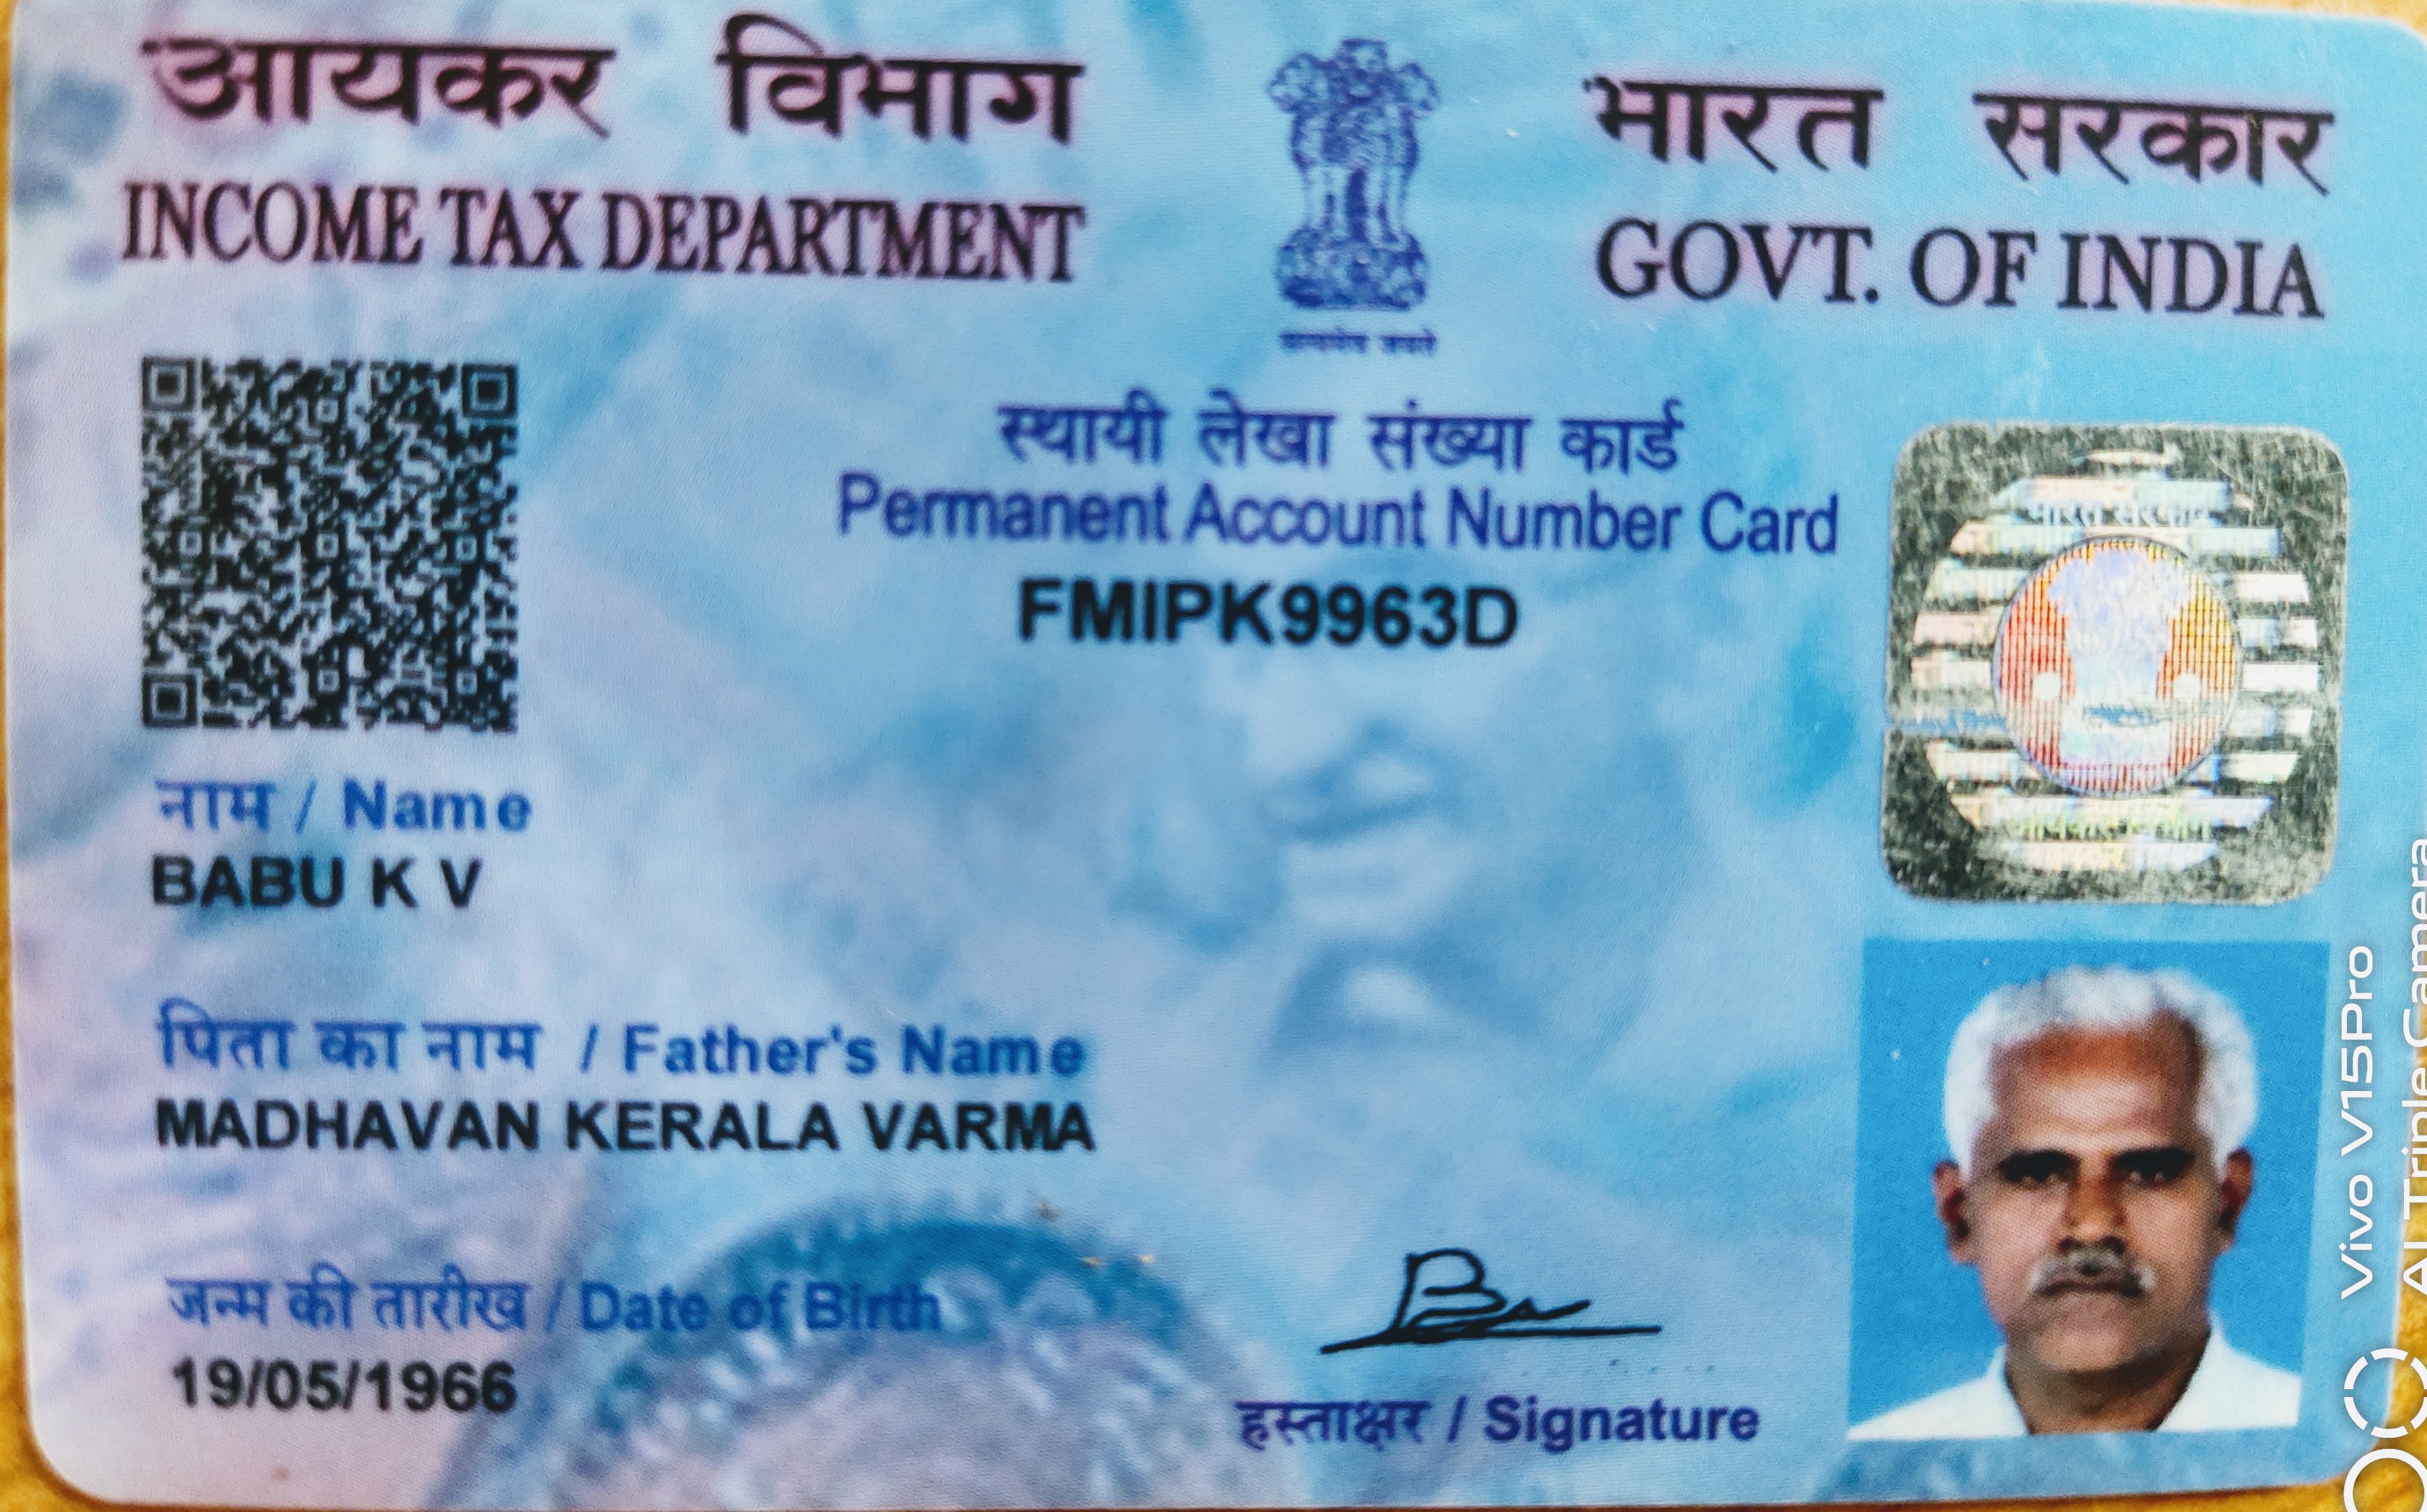 आयकर विभाग
INCOME TAX DEPARTMENT
भारत सरकार
GOVT. OF INDIA
सत्यमेव जयते
स्थायी लेखा संख्या कार्ड
Permanent Account Number Card
FMIPK9963D
नाम / Name
BABU K V
पिता का नाम / Father's Name
MADHAVAN KERALA VARMA
जन्म की तारीख / Date of Birth
19/05/1966
हस्ताक्षर / Signature
Vivo V15Pro
AI Triple Camera